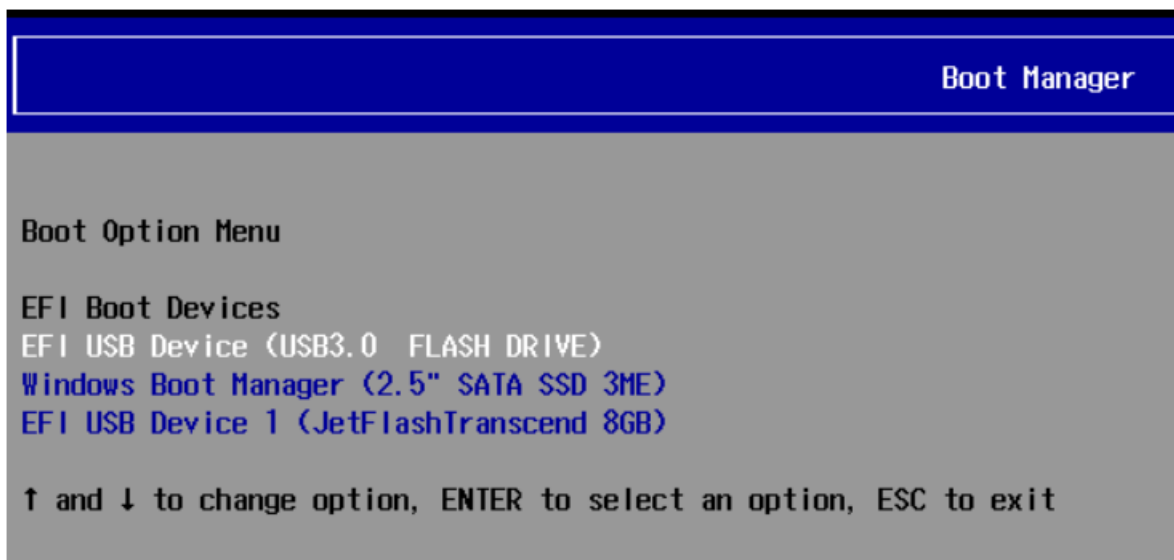 Boot Manager
Boot Option Menu
EFI Boot Devices
EFI USB Device (USB3.0  FLASH DRIVE)
Windows Boot Manager (2.5" SATA SSD 3ME)
EFI USB Device 1 (JetFlashTranscend 8GB)
↑ and ↓ to change option, ENTER to select an option, ESC to exit